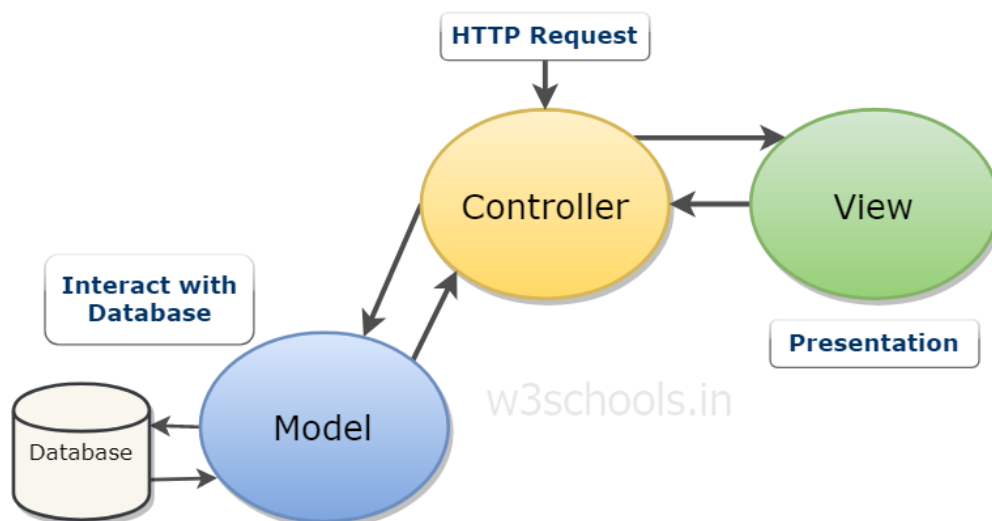 HTTP Request
Controller
View
Interact with
Database
Presentation
w3schools.in
Model
Database